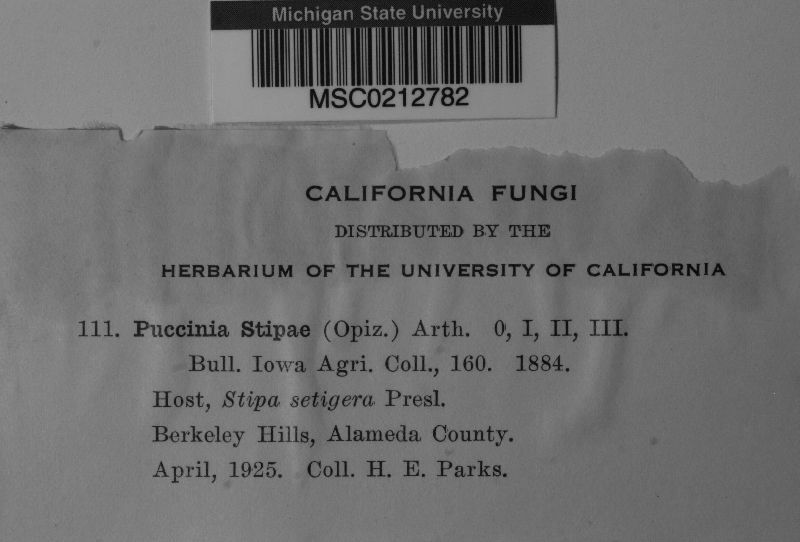 Michigan State University
MSC0212782
CALIFORNIA FUNGI
DISTRIBUTED BY THE
HERBARIUM OF THE UNIVERSITY OF CALIFORNIA
111. Puccinia Stipae (Opiz.) Arth. 0, I, II, III.
Bull. Iowa Agri. Coll., 160. 1884.
Host, Stipa setigera Presl.
Berkeley Hills, Alameda County.
April, 1925. Coll. H. E. Parks.